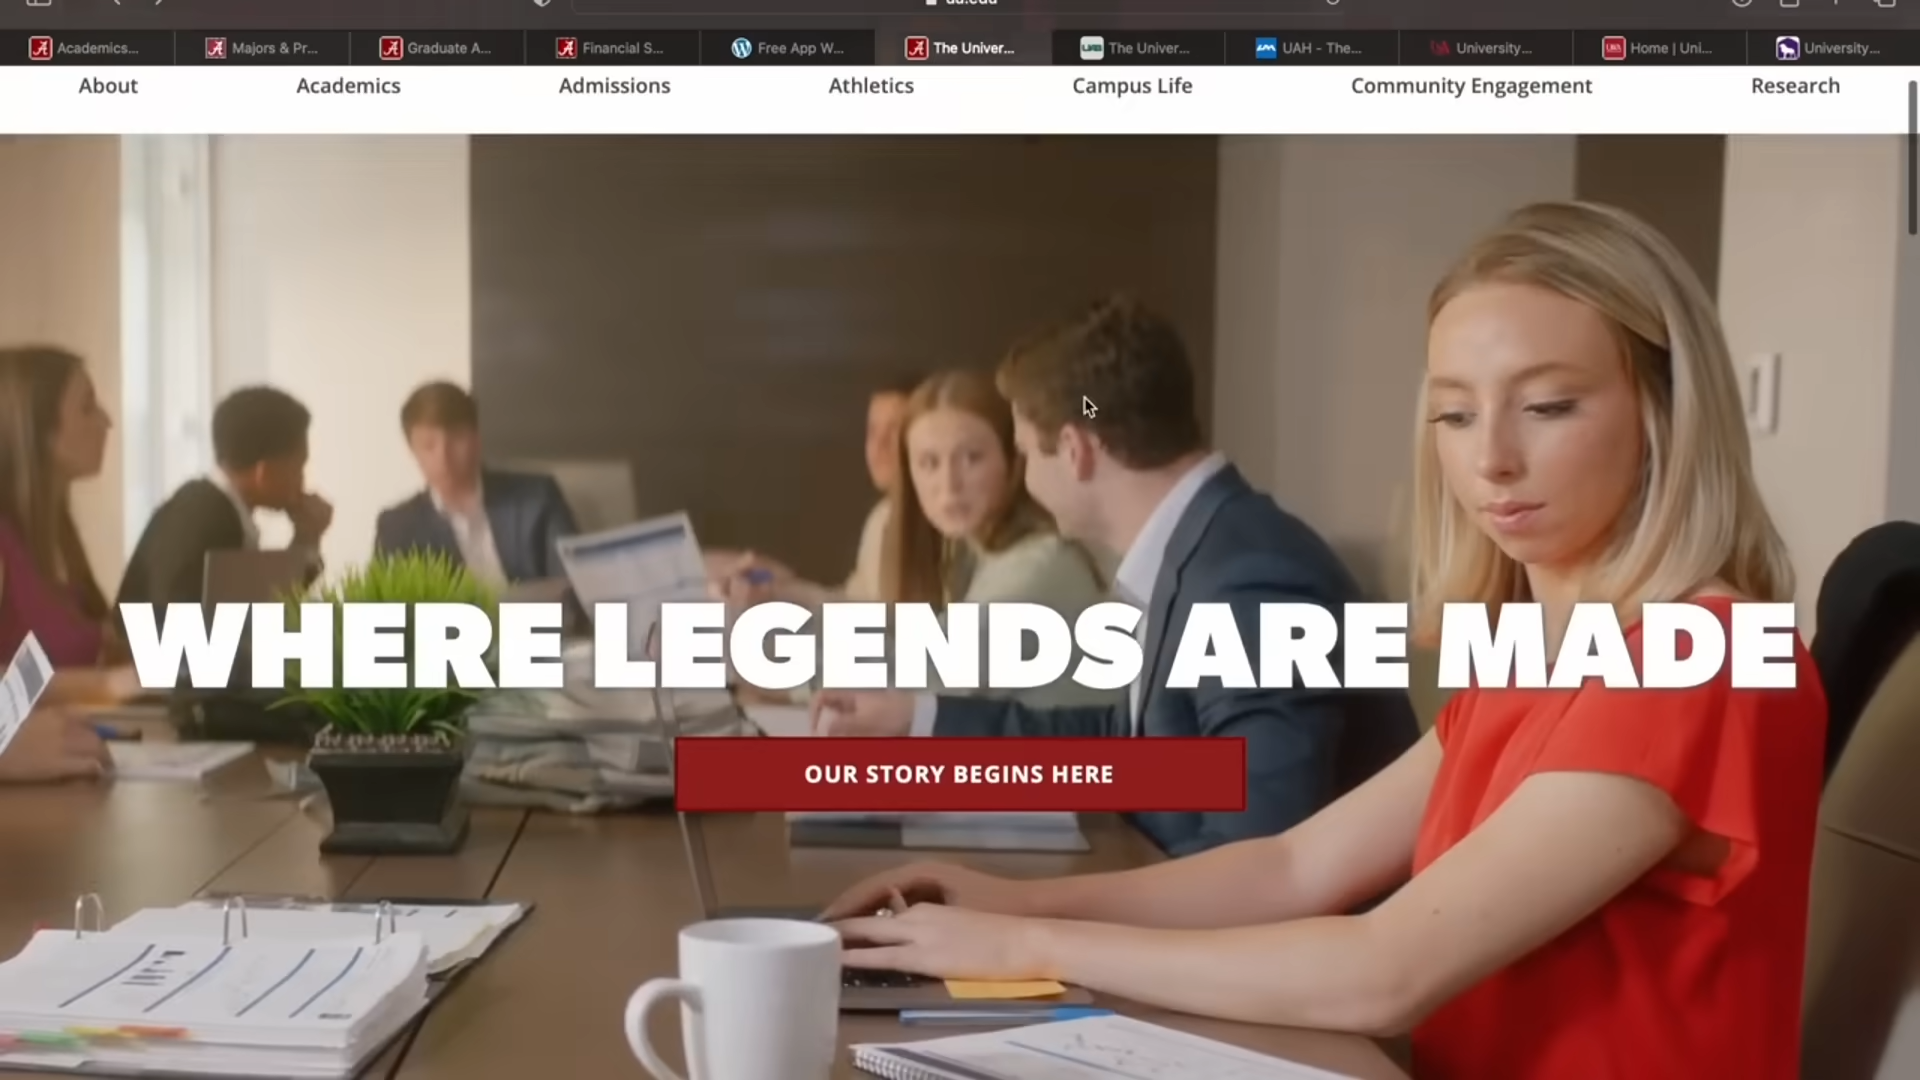 Academics...
Majors & Pr...
Graduate A...
Financial S...
Free App W...
The Univer...
The Univer...
UAH - The...
University...
Home | Uni...
University...
About
Academics
Admissions
Athletics
Campus Life
Community Engagement
Research
WHERE LEGENDS ARE MADE
OUR STORY BEGINS HERE